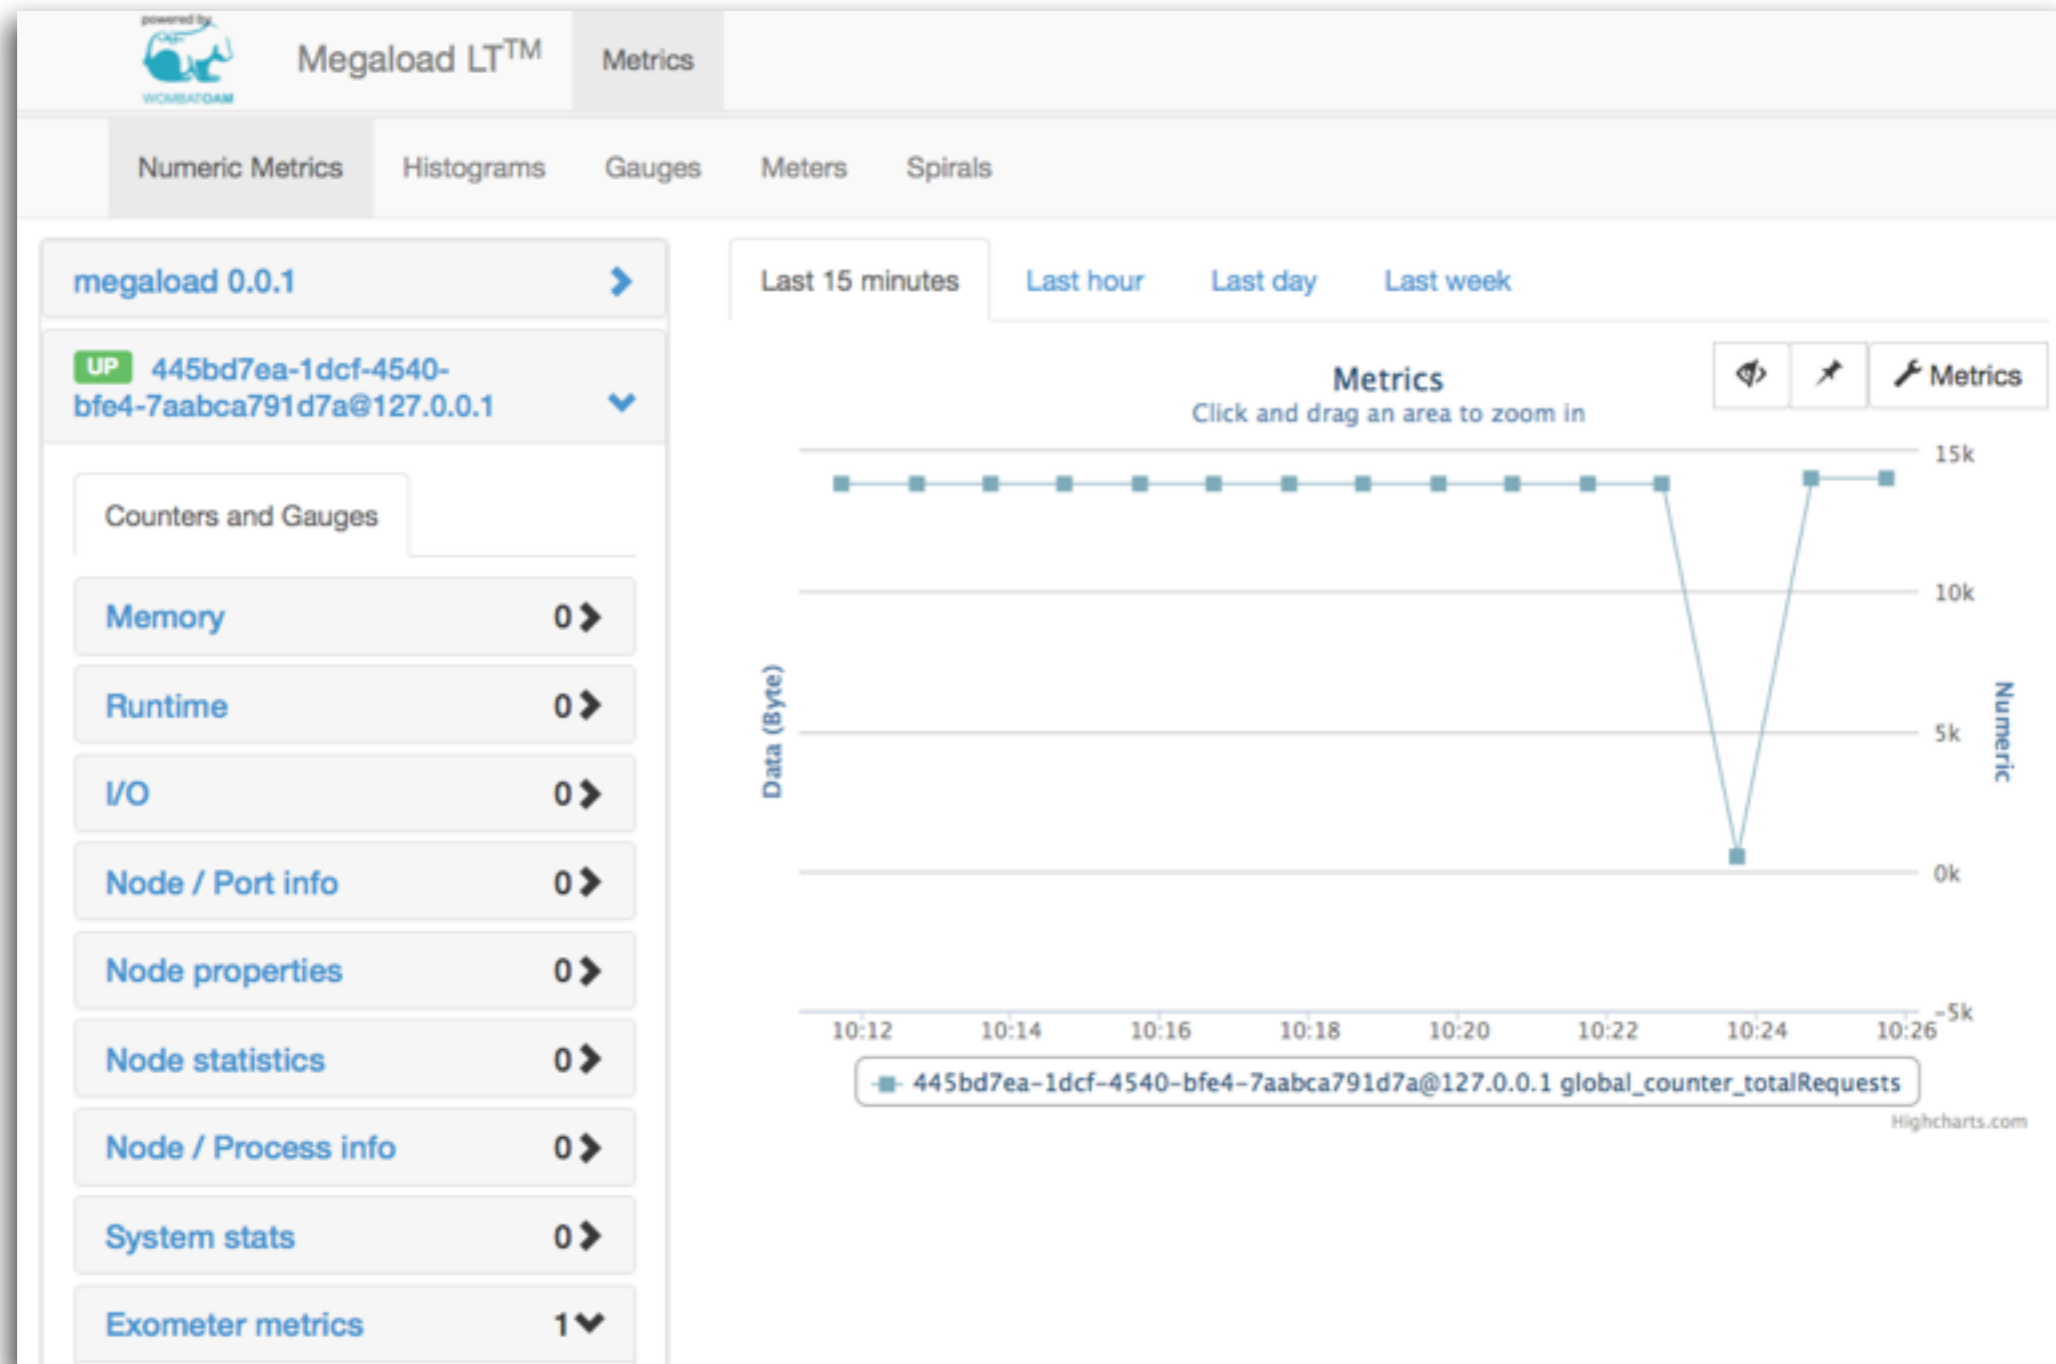 powered by
WOMBATOAM
Megaload LT™
Metrics
Numeric Metrics
Histograms
Gauges
Meters
Spirals
megaload 0.0.1
UP 445bd7ea-1dcf-4540-
bfe4-7aabca791d7a@127.0.0.1
Counters and Gauges
Memory 0
Runtime 0
I/O 0
Node / Port info 0
Node properties 0
Node statistics 0
Node / Process info 0
System stats 0
Exometer metrics 1
Last 15 minutes
Last hour
Last day
Last week
Metrics
Click and drag an area to zoom in
Metrics
15k
10k
5k
0k
-5k
Data (Byte)
Numeric
10:12
10:14
10:16
10:18
10:20
10:22
10:24
10:26
445bd7ea-1dcf-4540-bfe4-7aabca791d7a@127.0.0.1 global_counter_totalRequests
Highcharts.com